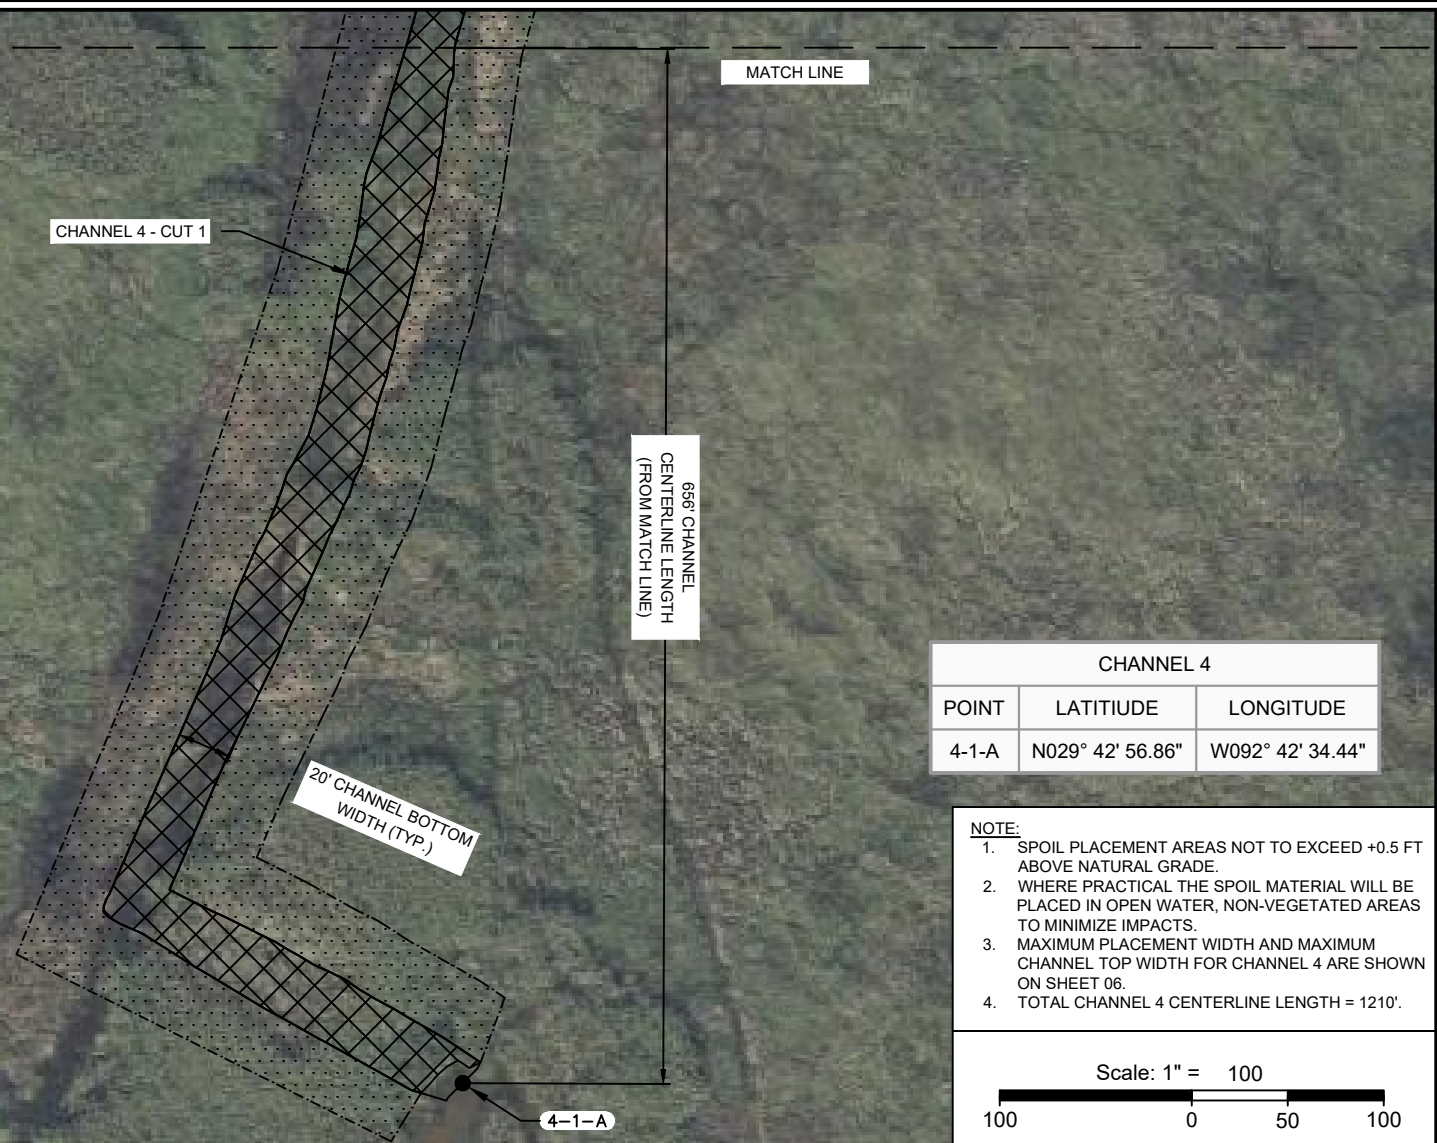 MATCH LINE
CHANNEL 4 - CUT 1
656' CHANNEL
CENTERLINE LENGTH
(FROM MATCH LINE)
20' CHANNEL BOTTOM
WIDTH (TYP.)
4-1-A
CHANNEL 4
POINT LATITIUDE LONGITUDE
4-1-A N029° 42' 56.86" W092° 42' 34.44"
NOTE:
1. SPOIL PLACEMENT AREAS NOT TO EXCEED +0.5 FT
ABOVE NATURAL GRADE.
2. WHERE PRACTICAL THE SPOIL MATERIAL WILL BE
PLACED IN OPEN WATER, NON-VEGETATED AREAS
TO MINIMIZE IMPACTS.
3. MAXIMUM PLACEMENT WIDTH AND MAXIMUM
CHANNEL TOP WIDTH FOR CHANNEL 4 ARE SHOWN
ON SHEET 06.
4. TOTAL CHANNEL 4 CENTERLINE LENGTH = 1210'.
Scale: 1" = 100
100 0 50 100